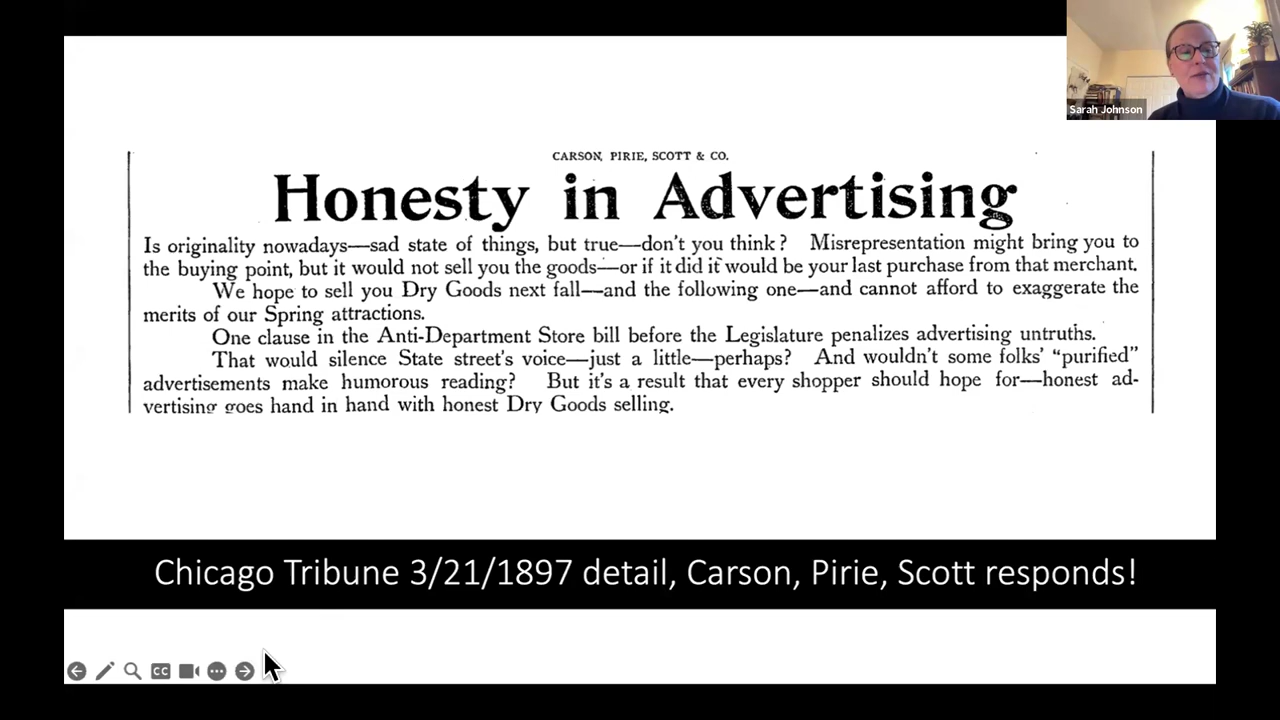 Sarah Johnson
CARSON, PIRIE, SCOTT & CO.
Honesty in Advertising
Is originality nowadays—sad state of things, but true—don't you think? Misrepresentation might bring you to
the buying point, but it would not sell you the goods—or if it did it would be your last purchase from that merchant.
We hope to sell you Dry Goods next fall—and the following one—and cannot afford to exaggerate the
merits of our Spring attractions.
One clause in the Anti-Department Store bill before the Legislature penalizes advertising untruths.
That would silence State street's voice—just a little—perhaps? And wouldn't some folks' “purified”
advertisements make humorous reading? But it's a result that every shopper should hope for—honest ad-
vertising goes hand in hand with honest Dry Goods selling.
Chicago Tribune 3/21/1897 detail, Carson, Pirie, Scott responds!
CC